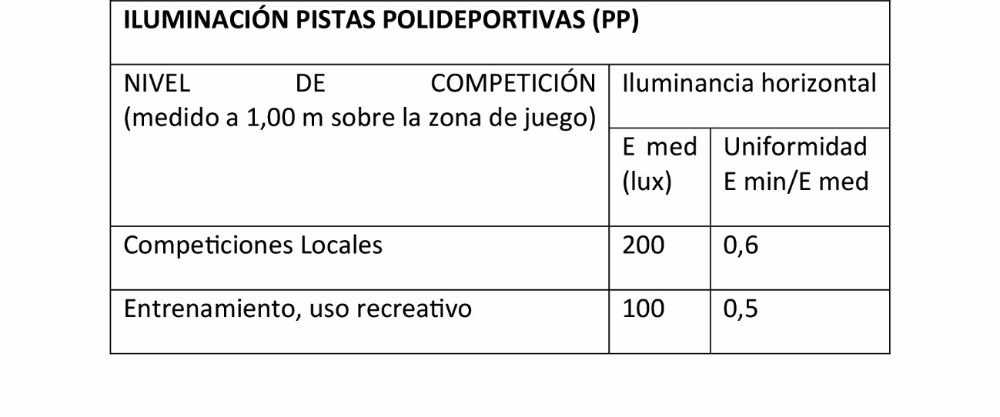 ILUMINACIÓN PISTAS POLIDEPORTIVAS (PP)
NIVEL DE COMPETICIÓN
(medido a 1,00 m sobre la zona de juego)
Iluminancia horizontal
E med
(lux)
Uniformidad
E min/E med
Competiciones Locales
200
0,6
Entrenamiento, uso recreativo
100
0,5